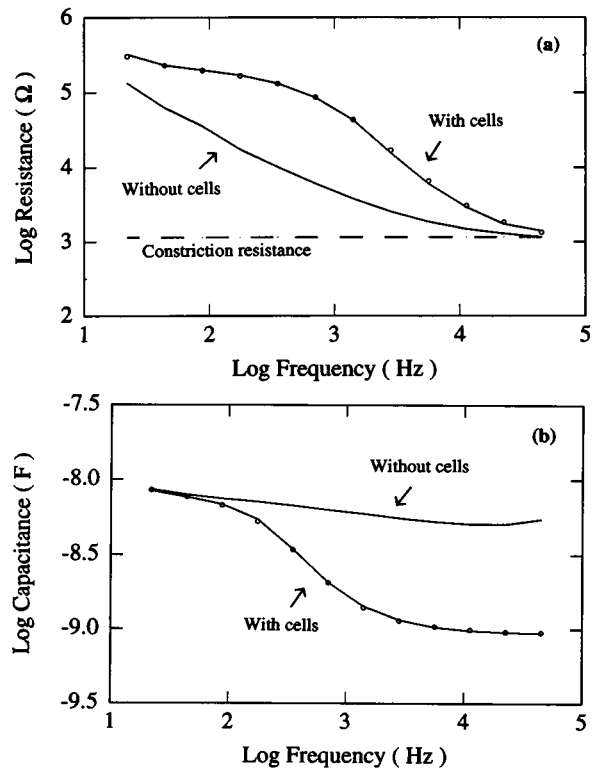 6
(a)
5
With cells
4
Without cells
3
Constriction resistance
2
1
2
3
4
5
Log Resistance ( Ω )
Log Frequency ( Hz )
-7.5
(b)
Without cells
-8.0
-8.5
With cells
-9.0
-9.5
1
2
3
4
5
Log Capacitance ( F )
Log Frequency ( Hz )